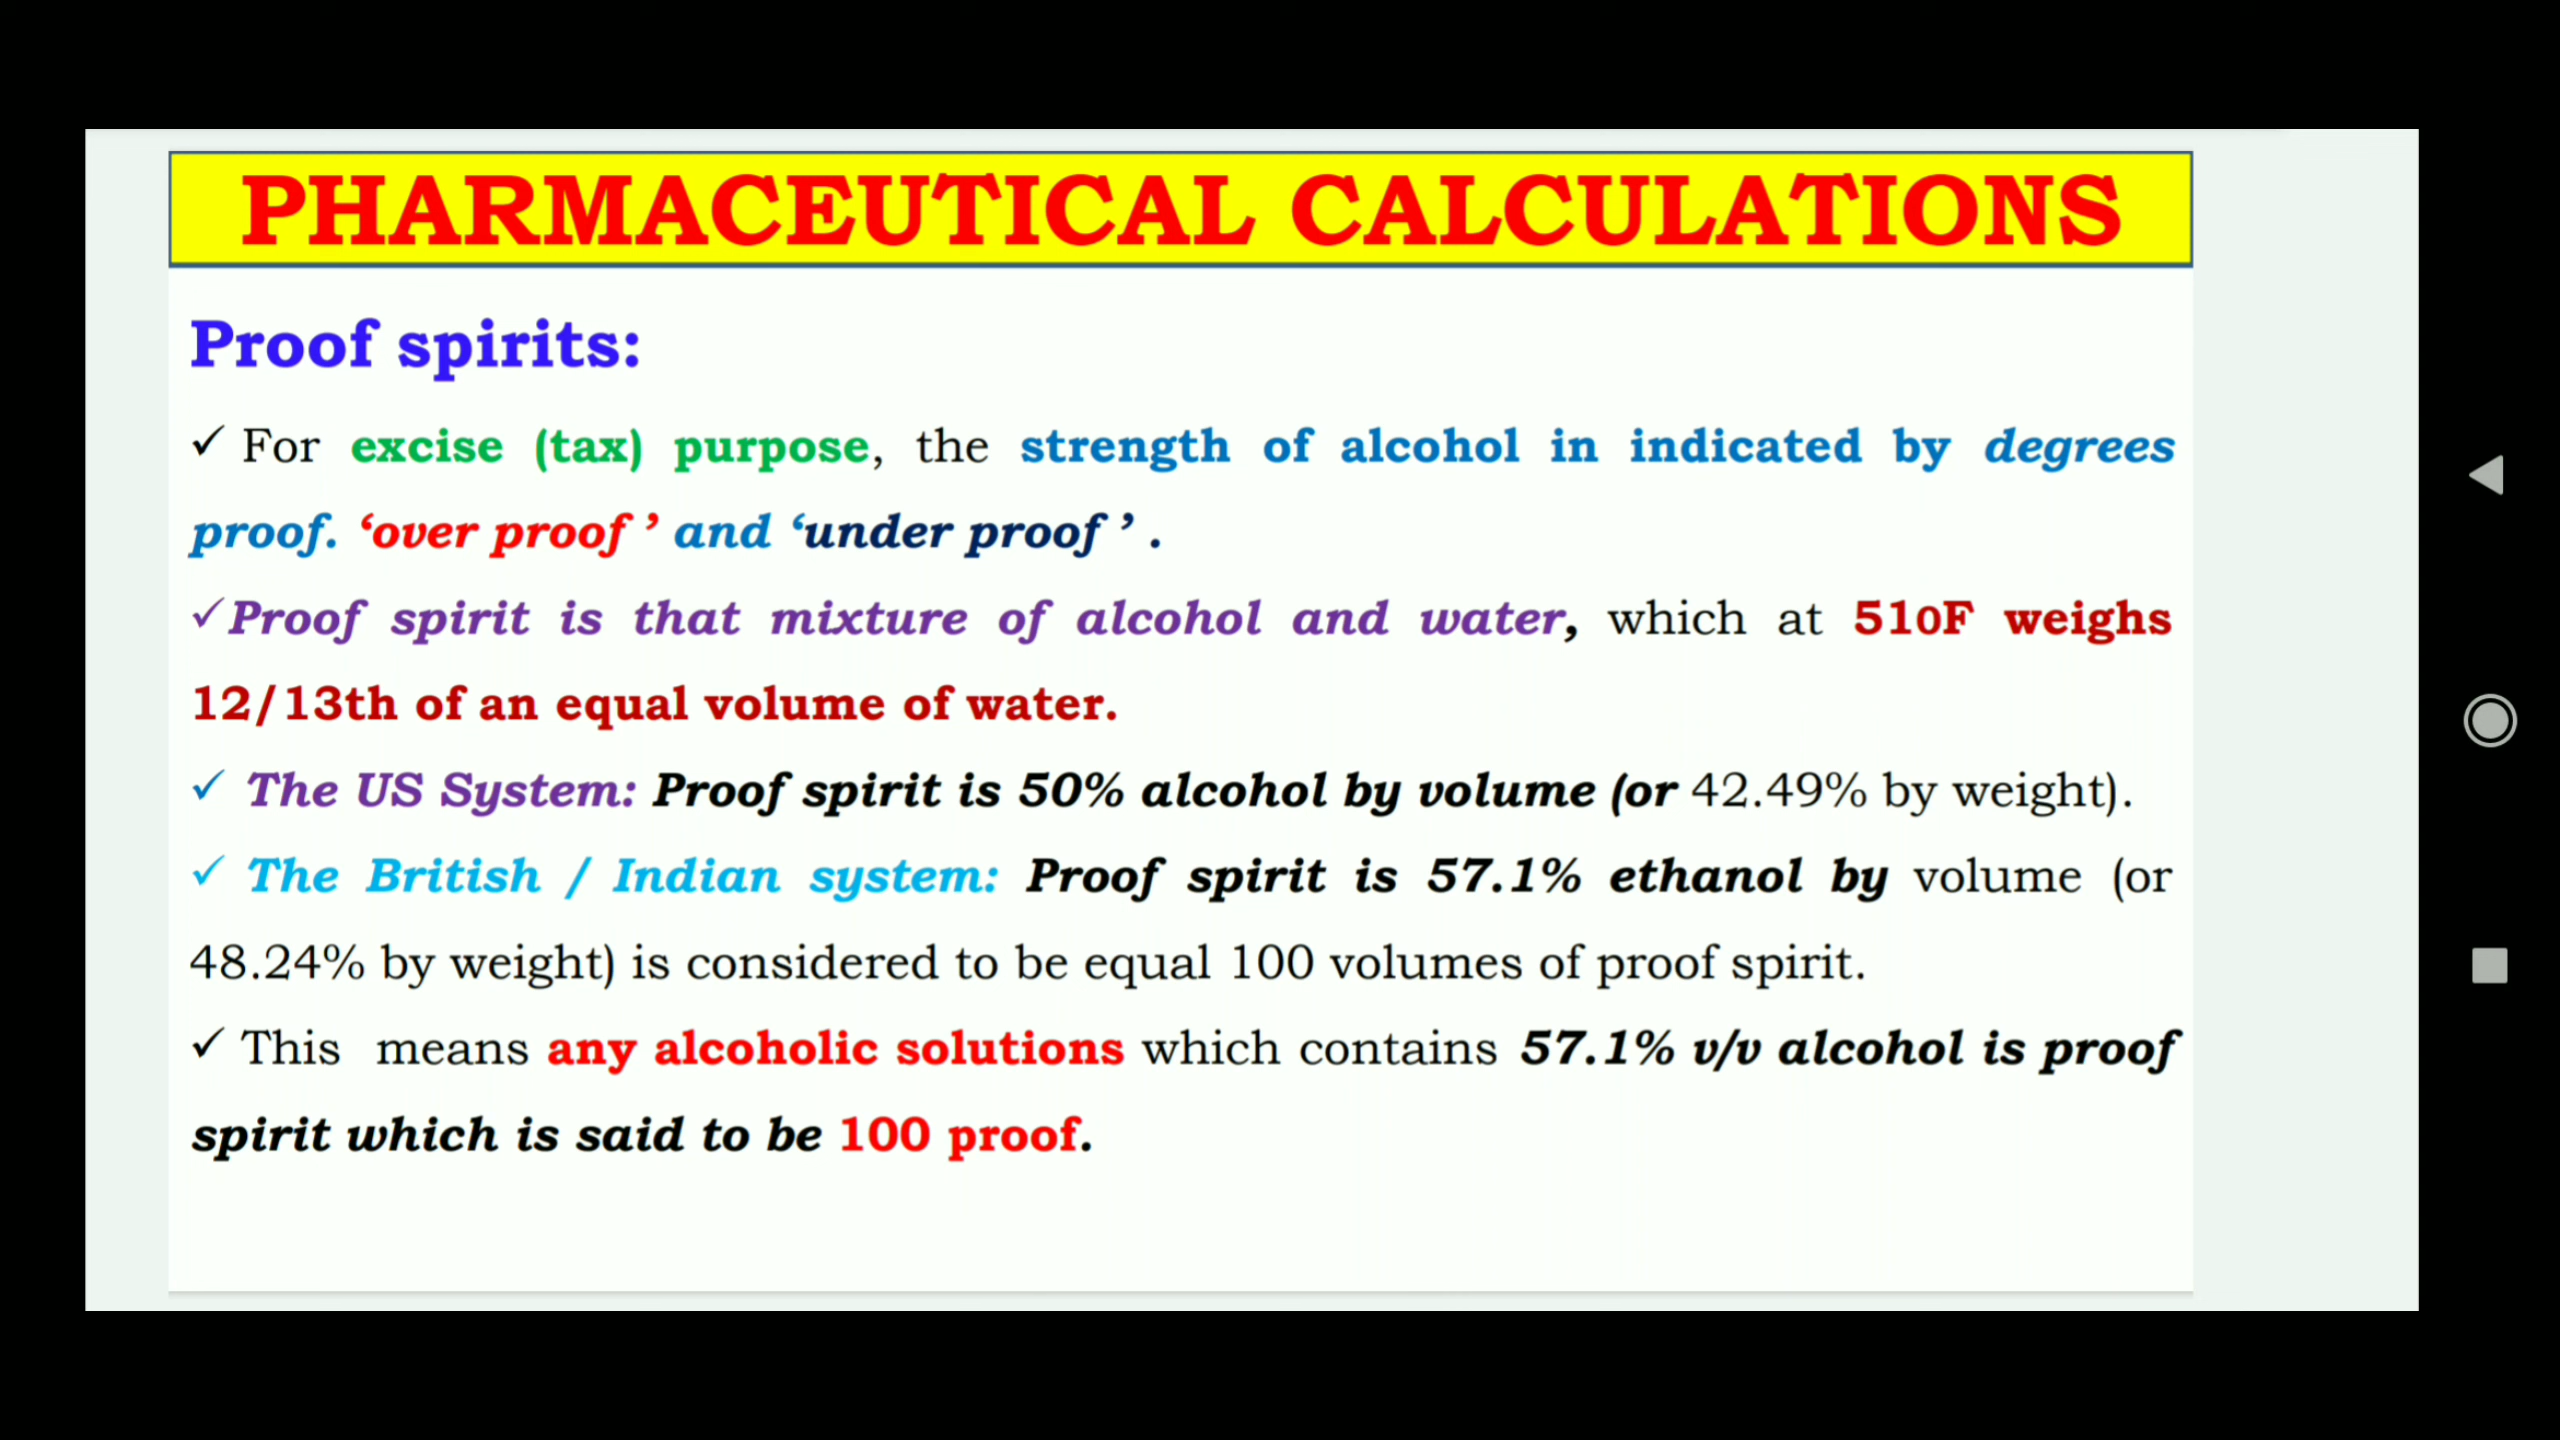 PHARMACEUTICAL CALCULATIONS
Proof spirits:
✓ For excise (tax) purpose, the strength of alcohol in indicated by degrees
proof. ‘over proof ’ and ‘under proof ’ .
✓Proof spirit is that mixture of alcohol and water, which at 510F weighs
12/13th of an equal volume of water.
✓ The US System: Proof spirit is 50% alcohol by volume (or 42.49% by weight).
✓ The British / Indian system: Proof spirit is 57.1% ethanol by volume (or
48.24% by weight) is considered to be equal 100 volumes of proof spirit.
✓ This means any alcoholic solutions which contains 57.1% v/v alcohol is proof
spirit which is said to be 100 proof.